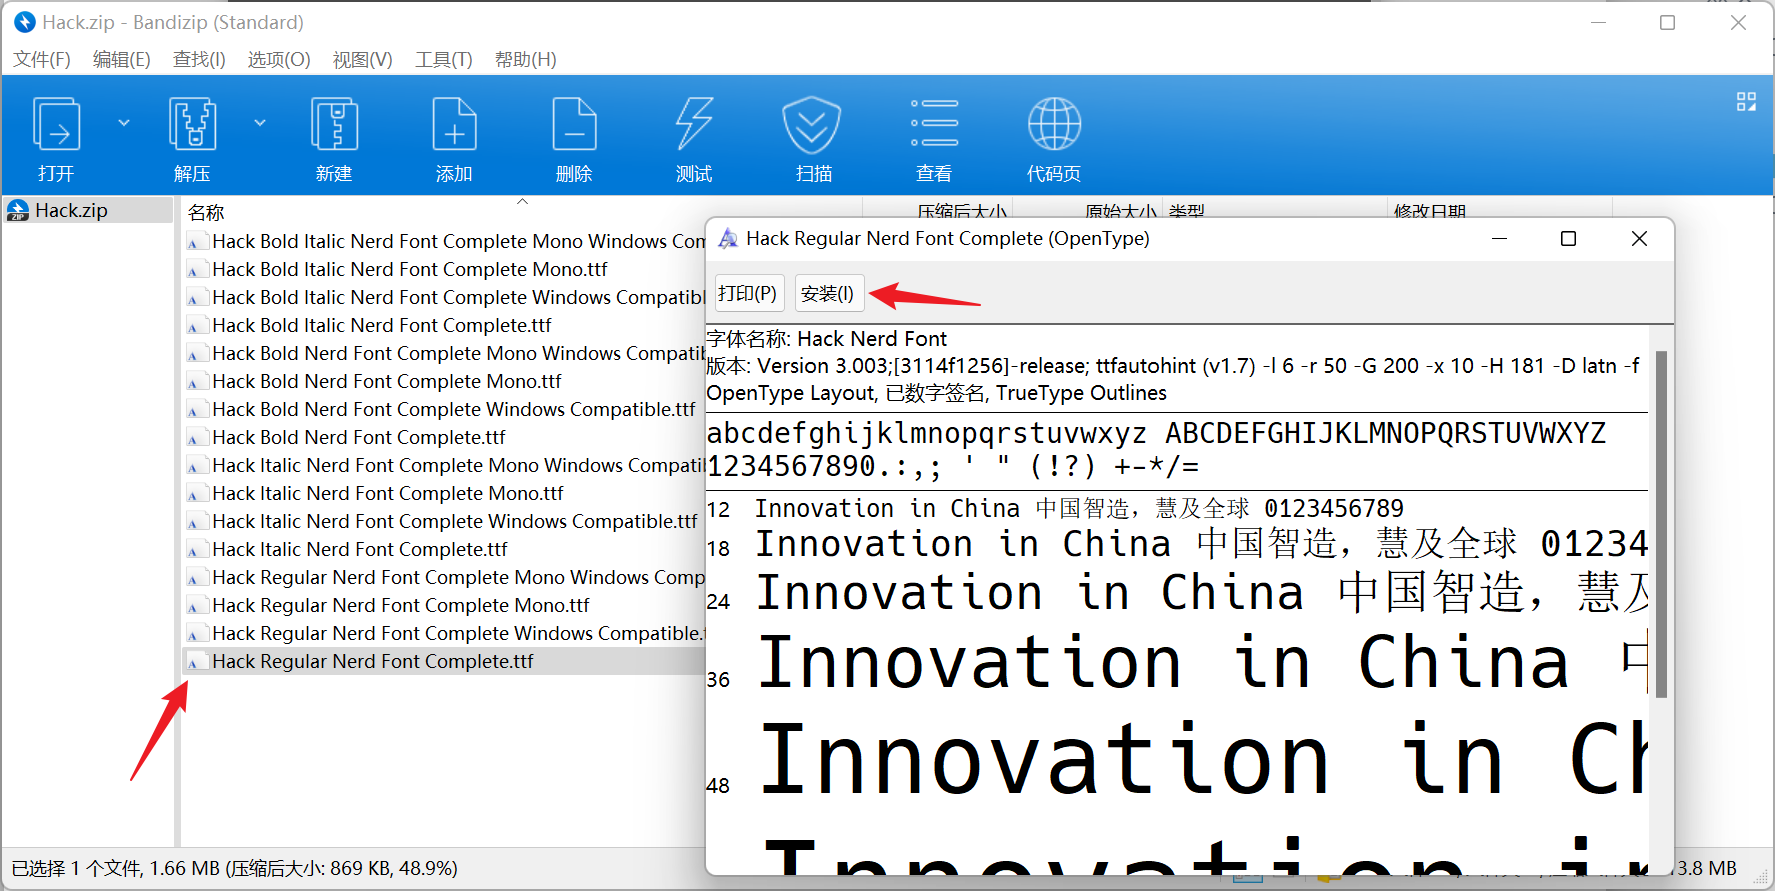 Hack.zip - Bandizip (Standard)
文件(F) 编辑(E) 查找(I) 选项(O) 视图(V) 工具(T) 帮助(H)
打开 解压 新建 添加 删除 测试 扫描 查看 代码页
Hack.zip
名称 压缩后大小 原始大小 类型 修改日期
Hack Bold Italic Nerd Font Complete Mono Windows Com
Hack Bold Italic Nerd Font Complete Mono.ttf
Hack Bold Italic Nerd Font Complete Windows Compatibl
Hack Bold Italic Nerd Font Complete.ttf
Hack Bold Nerd Font Complete Mono Windows Compatib
Hack Bold Nerd Font Complete Mono.ttf
Hack Bold Nerd Font Complete Windows Compatible.ttf
Hack Bold Nerd Font Complete.ttf
Hack Italic Nerd Font Complete Mono Windows Compatib
Hack Italic Nerd Font Complete Mono.ttf
Hack Italic Nerd Font Complete Windows Compatible.ttf
Hack Italic Nerd Font Complete.ttf
Hack Regular Nerd Font Complete Mono Windows Comp
Hack Regular Nerd Font Complete Mono.ttf
Hack Regular Nerd Font Complete Windows Compatible.t
Hack Regular Nerd Font Complete.ttf
Hack Regular Nerd Font Complete (OpenType)
打印(P) 安装(I)
字体名称: Hack Nerd Font
版本: Version 3.003;[3114f1256]-release; ttfautohint (v1.7) -l 6 -r 50 -G 200 -x 10 -H 181 -D latn -f
OpenType Layout, 已数字签名, TrueType Outlines
abcdefghijklmnopqrstuvwxyz ABCDEFGHIJKLMNOPQRSTUVWXYZ
1234567890.:,; ' " (!?) +-*/=
12 Innovation in China 中国智造，慧及全球 0123456789
18 Innovation in China 中国智造，慧及全球 01234
24 Innovation in China 中国智造，慧及
36 Innovation in China 中
48 Innovation in Ch
Innovation in
已选择 1 个文件, 1.66 MB (压缩后大小: 869 KB, 48.9%)
3.8 MB